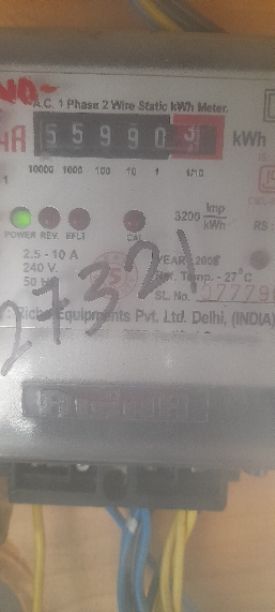 NO-
A.C. 1 Phase 2 Wire Static kWh Meter.
55990 kWh
10000 1000 100 10 1 1/10
3200 Imp/kWh
POWER REV. EFLT CAL
2.5 - 10 A
240 V.
50
YEAR
Ref. Temp. - 27°C
SL. No. 07779
27321
Equipments Pvt. Ltd. Delhi, (INDIA)